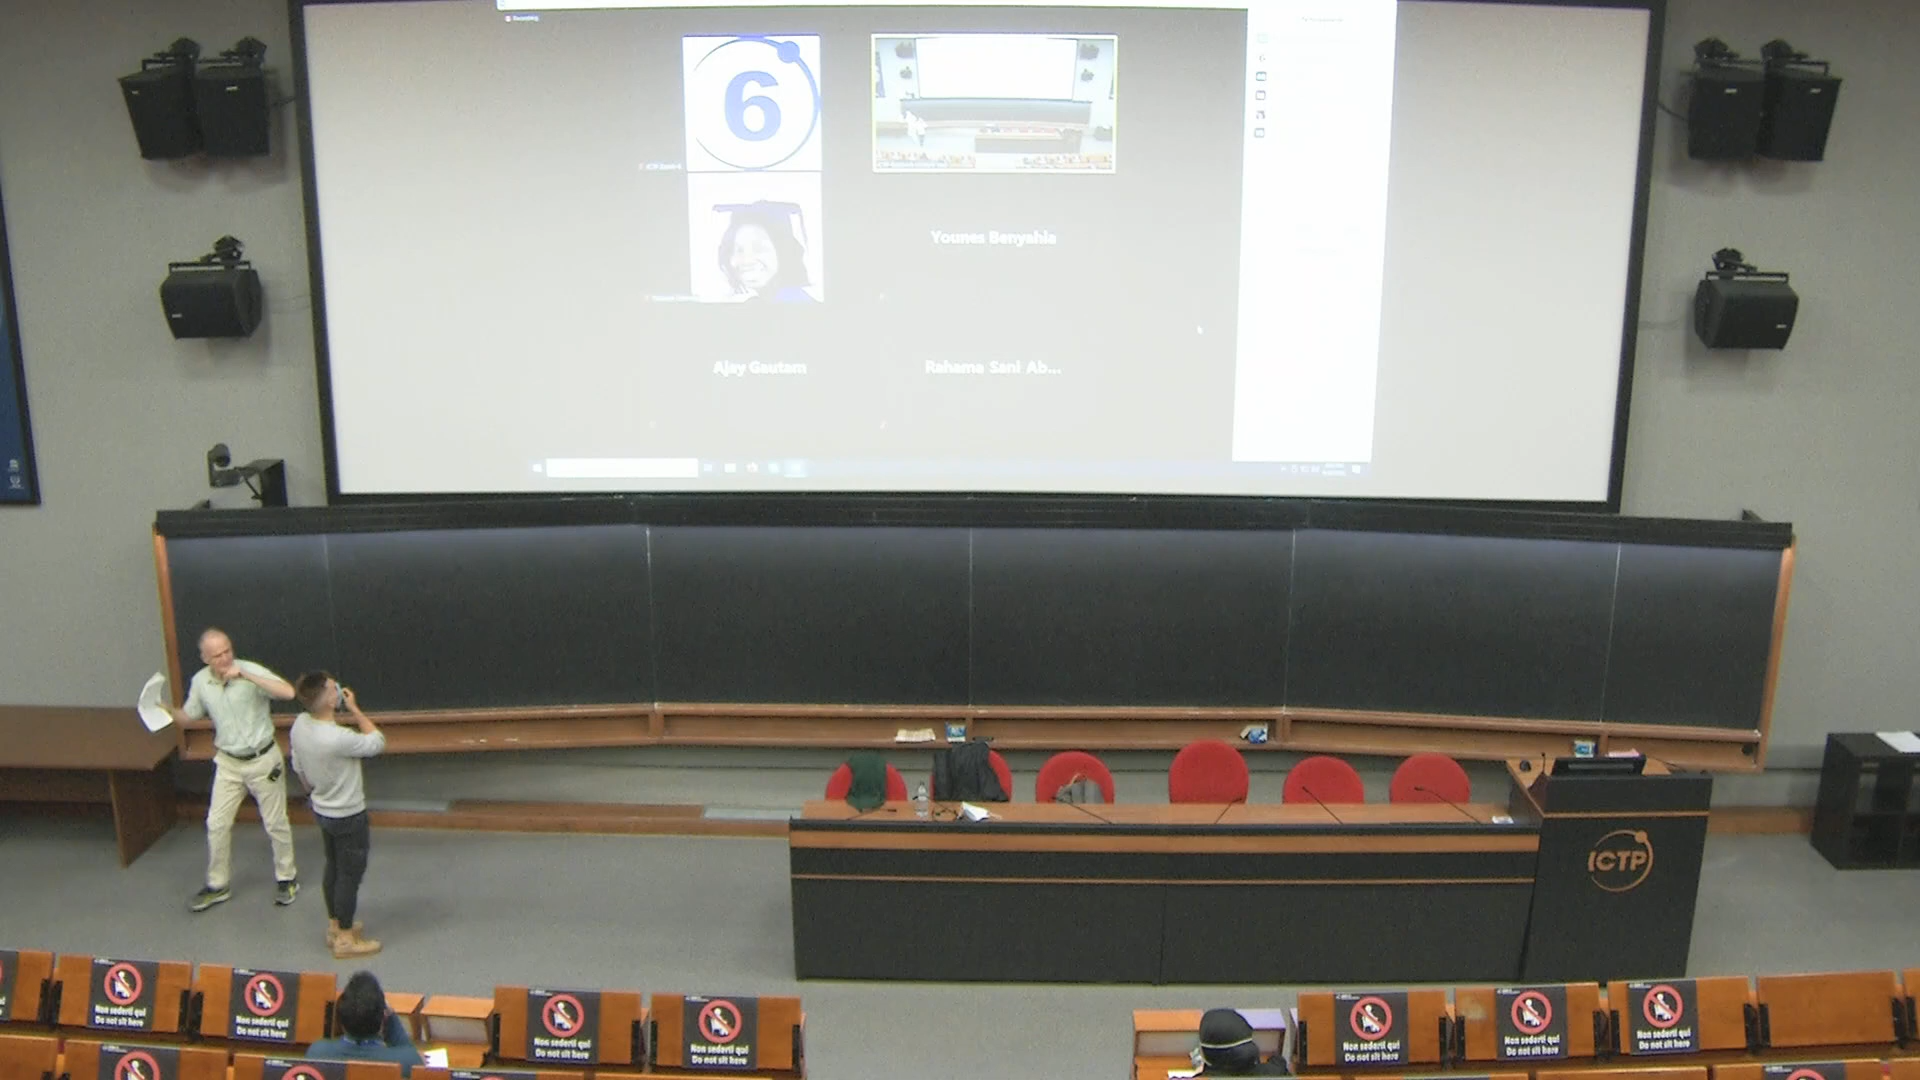 Recording
6
Younes Benyahia
Ajay Gautam
Rahama Sani Ab...
ICTP
Non sederti qui
Do not sit here
Non sederti qui
Do not sit here
Non sederti qui
Do not sit here
Non sederti qui
Do not sit here
Non sederti qui
Do not sit here
Non sederti qui
Do not sit here
Non sederti qui
Do not sit here